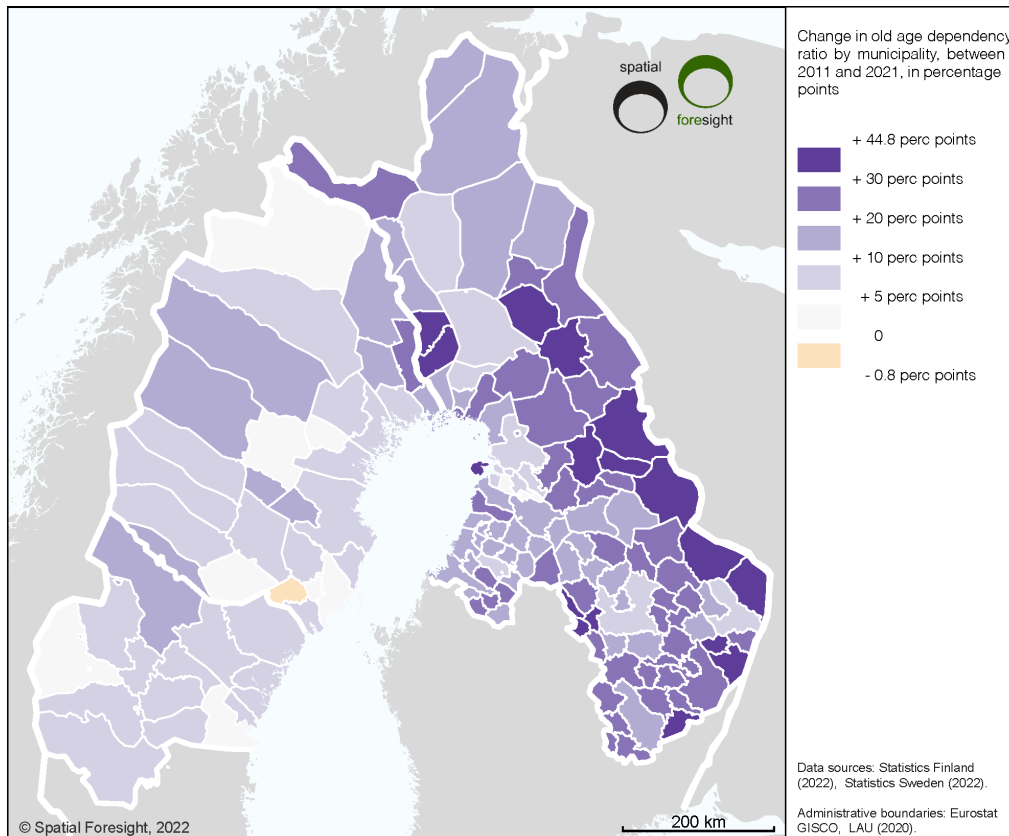 spatial
foresight
Change in old age dependency
ratio by municipality, between
2011 and 2021, in percentage
points
+ 44.8 perc points
+ 30 perc points
+ 20 perc points
+ 10 perc points
+ 5 perc points
0
- 0.8 perc points
Data sources: Statistics Finland
(2022), Statistics Sweden (2022).
Administrative boundaries: Eurostat
GISCO, LAU (2020).
© Spatial Foresight, 2022
200 km